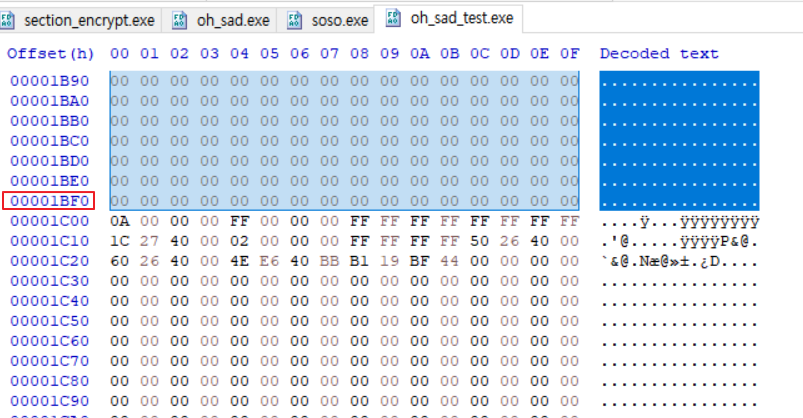 section_encrypt.exe oh_sad.exe soso.exe oh_sad_test.exe
Offset(h) 00 01 02 03 04 05 06 07 08 09 0A 0B 0C 0D 0E 0F Decoded text
00001B90 00 00 00 00 00 00 00 00 00 00 00 00 00 00 00 00 ................
00001BA0 00 00 00 00 00 00 00 00 00 00 00 00 00 00 00 00 ................
00001BB0 00 00 00 00 00 00 00 00 00 00 00 00 00 00 00 00 ................
00001BC0 00 00 00 00 00 00 00 00 00 00 00 00 00 00 00 00 ................
00001BD0 00 00 00 00 00 00 00 00 00 00 00 00 00 00 00 00 ................
00001BE0 00 00 00 00 00 00 00 00 00 00 00 00 00 00 00 00 ................
00001BF0 00 00 00 00 00 00 00 00 00 00 00 00 00 00 00 00 ................
00001C00 0A 00 00 00 FF 00 00 00 FF FF FF FF FF FF FF FF ....ÿ...ÿÿÿÿÿÿÿÿ
00001C10 1C 27 40 00 02 00 00 00 FF FF FF FF 50 26 40 00 .'@.....ÿÿÿÿP&@.
00001C20 60 26 40 00 4E E6 40 BB B1 19 BF 44 00 00 00 00 `&@.Næ@»±.¿D....
00001C30 00 00 00 00 00 00 00 00 00 00 00 00 00 00 00 00 ................
00001C40 00 00 00 00 00 00 00 00 00 00 00 00 00 00 00 00 ................
00001C50 00 00 00 00 00 00 00 00 00 00 00 00 00 00 00 00 ................
00001C60 00 00 00 00 00 00 00 00 00 00 00 00 00 00 00 00 ................
00001C70 00 00 00 00 00 00 00 00 00 00 00 00 00 00 00 00 ................
00001C80 00 00 00 00 00 00 00 00 00 00 00 00 00 00 00 00 ................
00001C90 00 00 00 00 00 00 00 00 00 00 00 00 00 00 00 00 ................